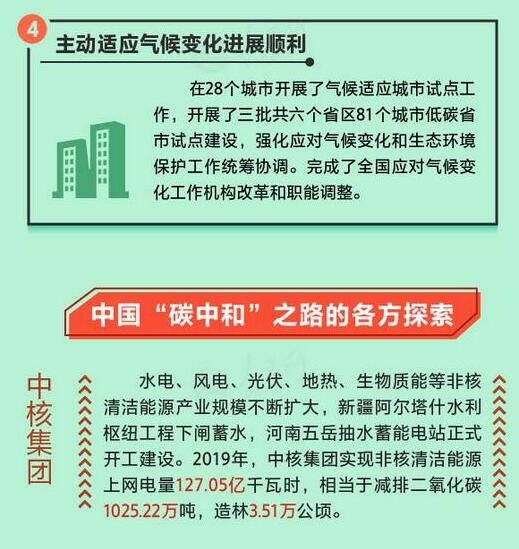 4 主动适应气候变化进展顺利
在28个城市开展了气候适应城市试点工
作，开展了三批共六个省区81个城市低碳省
市试点建设，强化应对气候变化和生态环境
保护工作统筹协调。完成了全国应对气候变
化工作机构改革和职能调整。
中国“碳中和”之路的各方探索
中核集团
水电、风电、光伏、地热、生物质能等非核
清洁能源产业规模不断扩大，新疆阿尔塔什水利
枢纽工程下闸蓄水，河南五岳抽水蓄能电站正式
开工建设。2019年，中核集团实现非核清洁能源
上网电量127.05亿千瓦时，相当于减排二氧化碳
1025.22万吨，造林3.51万公顷。